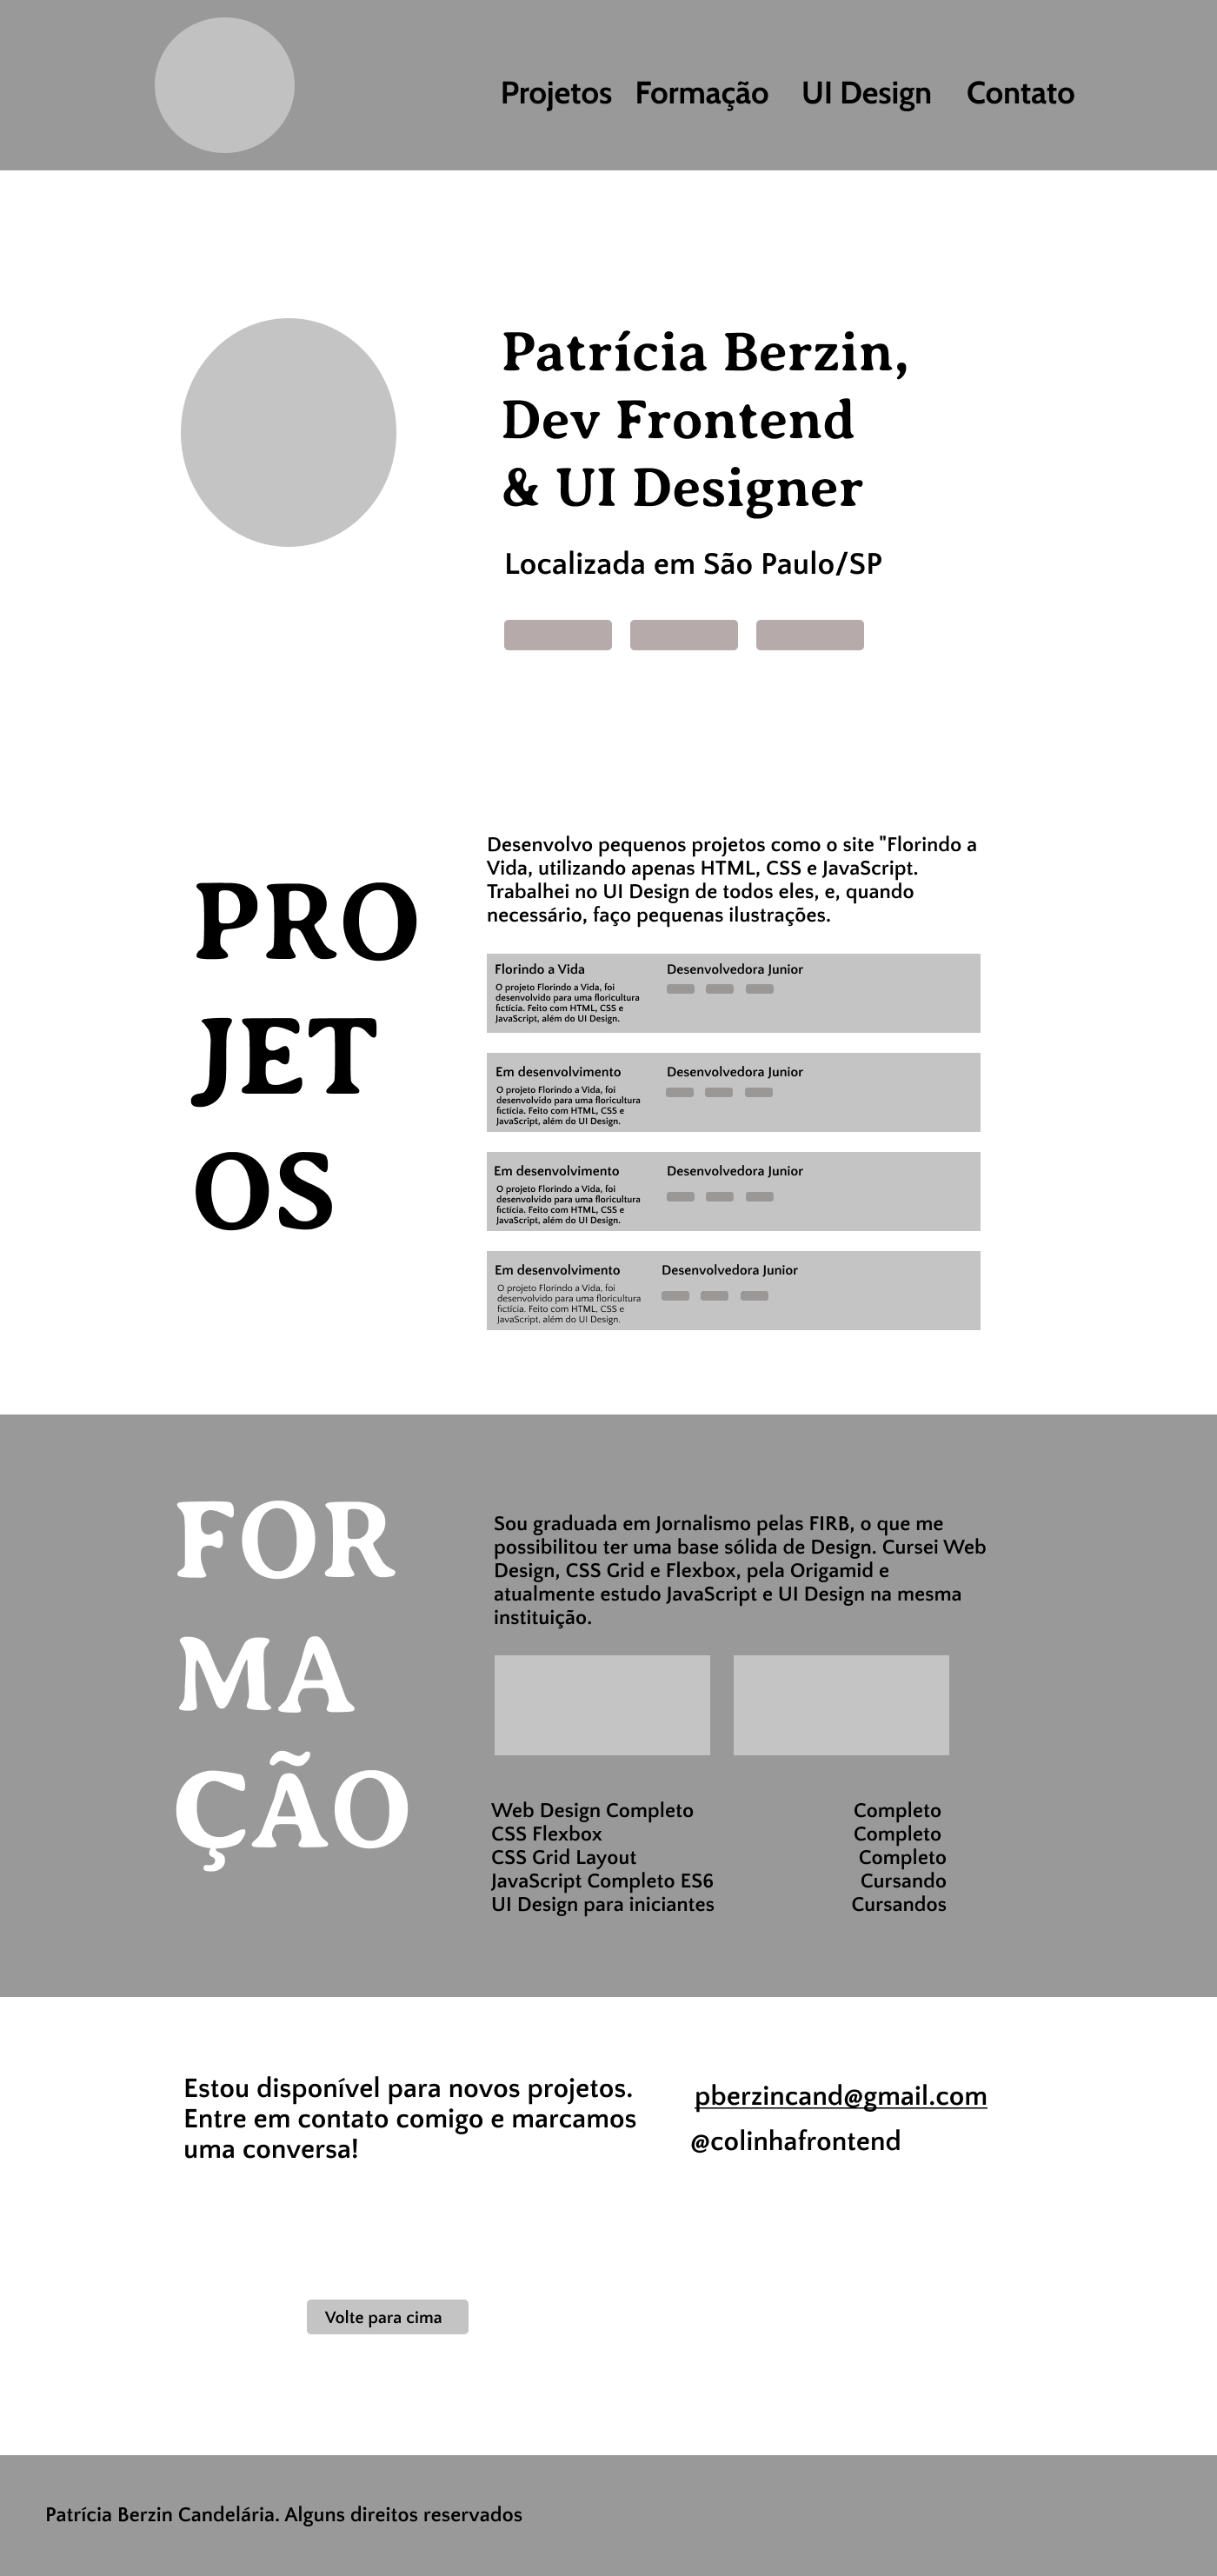 Projetos Formação UI Design Contato
Patrícia Berzin,
Dev Frontend
& UI Designer
Localizada em São Paulo/SP
PRO
JET
OS
Desenvolvo pequenos projetos como o site "Florindo a
Vida, utilizando apenas HTML, CSS e JavaScript.
Trabalhei no UI Design de todos eles, e, quando
necessário, faço pequenas ilustrações.
Florindo a Vida
O projeto Florindo a Vida, foi
desenvolvido para uma floricultura
fictícia. Feito com HTML, CSS e
JavaScript, além do UI Design.
Desenvolvedora Junior
Em desenvolvimento
O projeto Florindo a Vida, foi
desenvolvido para uma floricultura
fictícia. Feito com HTML, CSS e
JavaScript, além do UI Design.
Desenvolvedora Junior
Em desenvolvimento
O projeto Florindo a Vida, foi
desenvolvido para uma floricultura
fictícia. Feito com HTML, CSS e
JavaScript, além do UI Design.
Desenvolvedora Junior
Em desenvolvimento
O projeto Florindo a Vida, foi
desenvolvido para uma floricultura
fictícia. Feito com HTML, CSS e
JavaScript, além do UI Design.
Desenvolvedora Junior
FOR
MA
ÇÃO
Sou graduada em Jornalismo pelas FIRB, o que me
possibilitou ter uma base sólida de Design. Cursei Web
Design, CSS Grid e Flexbox, pela Origamid e
atualmente estudo JavaScript e UI Design na mesma
instituição.
Web Design Completo Completo
CSS Flexbox Completo
CSS Grid Layout Completo
JavaScript Completo ES6 Cursando
UI Design para iniciantes Cursandos
Estou disponível para novos projetos.
Entre em contato comigo e marcamos
uma conversa!
pberzincand@gmail.com
@colinhafrontend
Volte para cima
Patrícia Berzin Candelária. Alguns direitos reservados